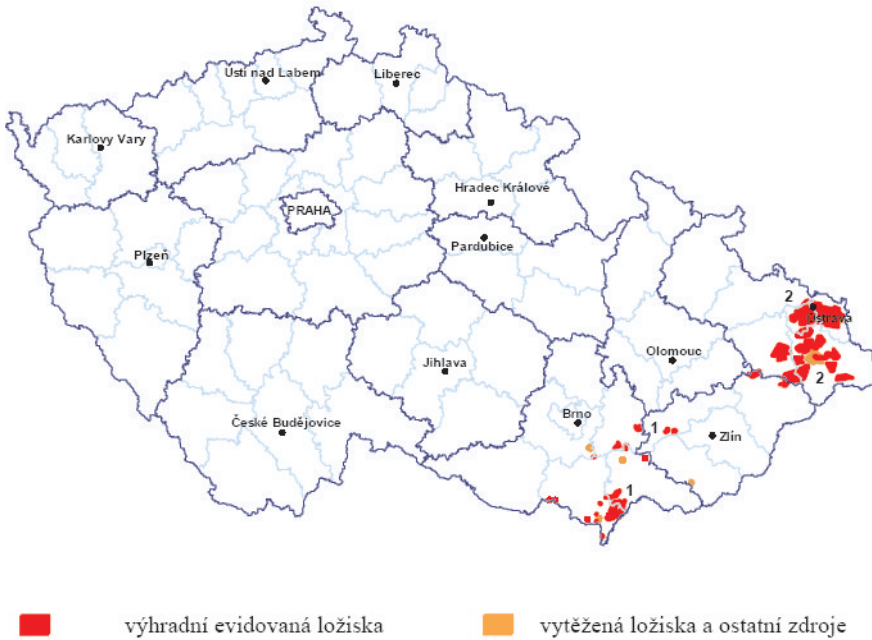 Ústí nad Labem
Liberec
Karlovy Vary
Hradec Králové
PRAHA
Pardubice
Plzeň
2
Ostrava
Olomouc
Jihlava
2
Brno
České Budějovice
1
Zlín
1
výhradní evidovaná ložiska
vytěžená ložiska a ostatní zdroje